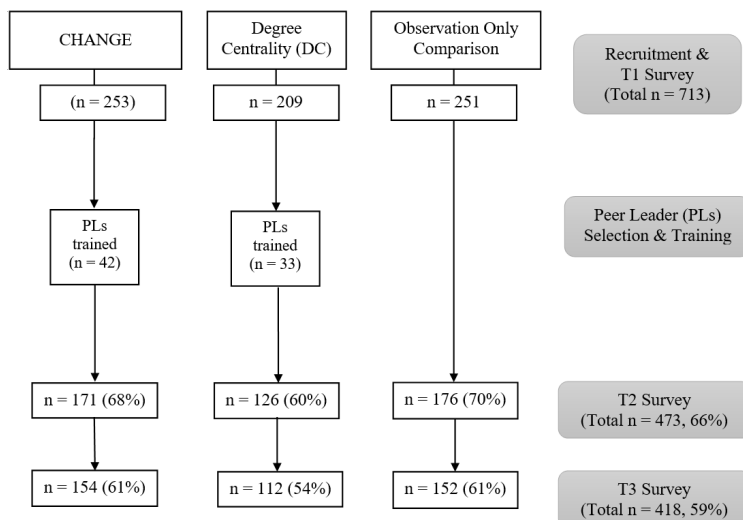 CHANGE
Degree
Centrality (DC)
Observation Only
Comparison
Recruitment &
T1 Survey
(Total n = 713)
(n = 253)
n = 209
n = 251
PLs
trained
(n = 42)
PLs
trained
(n = 33)
Peer Leader (PLs)
Selection & Training
n = 171 (68%)
n = 126 (60%)
n = 176 (70%)
T2 Survey
(Total n = 473, 66%)
n = 154 (61%)
n = 112 (54%)
n = 152 (61%)
T3 Survey
(Total n = 418, 59%)